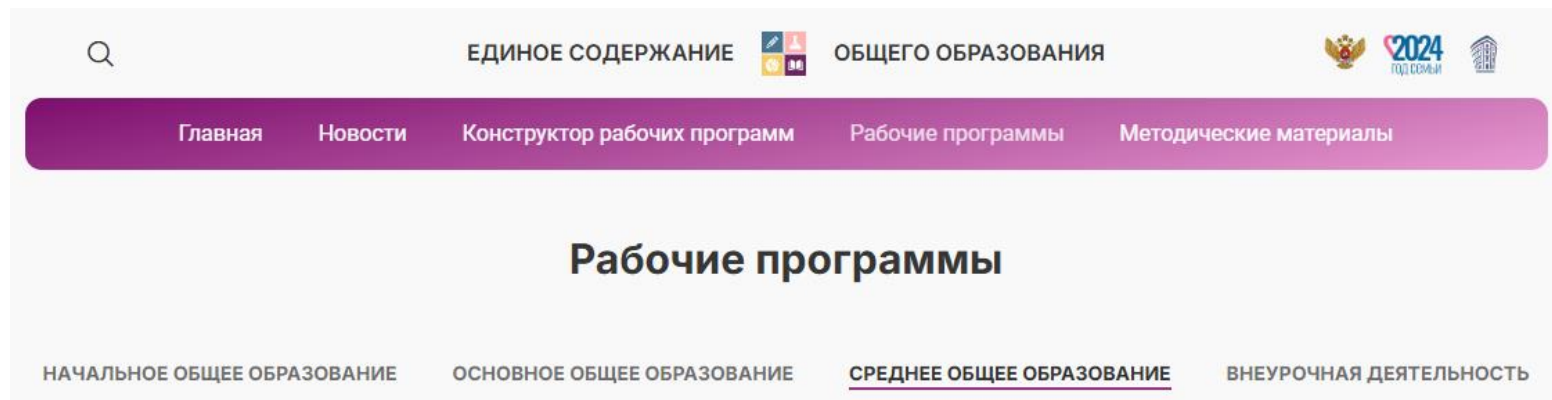 ЕДИНОЕ СОДЕРЖАНИЕ ОБЩЕГО ОБРАЗОВАНИЯ 2024
ГОД СЕМЬИ
Главная Новости Конструктор рабочих программ Рабочие программы Методические материалы
Рабочие программы
НАЧАЛЬНОЕ ОБЩЕЕ ОБРАЗОВАНИЕ ОСНОВНОЕ ОБЩЕЕ ОБРАЗОВАНИЕ СРЕДНЕЕ ОБЩЕЕ ОБРАЗОВАНИЕ ВНЕУРОЧНАЯ ДЕЯТЕЛЬНОСТЬ